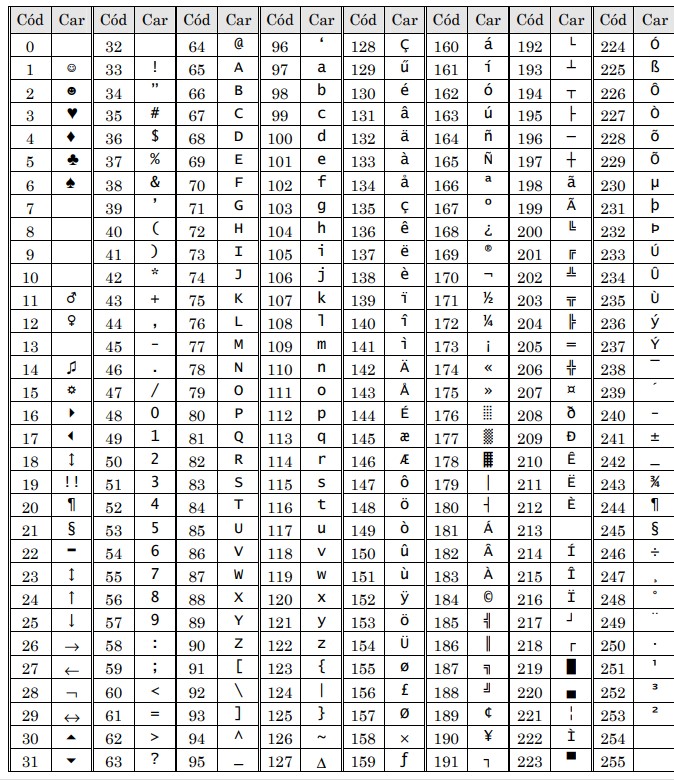 Cód Car Cód Car Cód Car Cód Car Cód Car Cód Car Cód Car Cód Car
0 32 64 @ 96 ‘ 128 Ç 160 á 192 └ 224 Ó
1 ☺ 33 ! 65 A 97 a 129 ű 161 í 193 ┴ 225 ß
2 ☻ 34 ” 66 B 98 b 130 é 162 ó 194 ┬ 226 Ô
3 ♥ 35 # 67 C 99 c 131 â 163 ú 195 ├ 227 Ò
4 ♦ 36 $ 68 D 100 d 132 ä 164 ñ 196 ─ 228 õ
5 ♣ 37 % 69 E 101 e 133 à 165 Ñ 197 ┼ 229 Õ
6 ♠ 38 & 70 F 102 f 134 å 166 ª 198 ã 230 µ
7 39 ’ 71 G 103 g 135 ç 167 º 199 Ã 231 þ
8 40 ( 72 H 104 h 136 ê 168 ¿ 200 ╚ 232 Þ
9 41 ) 73 I 105 i 137 ë 169 ® 201 ╔ 233 Ú
10 42 * 74 J 106 j 138 è 170 ¬ 202 ╩ 234 Û
11 ♂ 43 + 75 K 107 k 139 ï 171 ½ 203 ╦ 235 Ù
12 ♀ 44 , 76 L 108 l 140 î 172 ¼ 204 ╠ 236 ý
13 45 - 77 M 109 m 141 ì 173 ¡ 205 ═ 237 Ý
14 ♫ 46 . 78 N 110 n 142 Ä 174 « 206 ╬ 238 ¯
15 ☼ 47 / 79 O 111 o 143 Å 175 » 207 ¤ 239 ´
16 ► 48 0 80 P 112 p 144 É 176 ░ 208 ð 240 -
17 ◄ 49 1 81 Q 113 q 145 æ 177 ▒ 209 Ð 241 ±
18 ↕ 50 2 82 R 114 r 146 Æ 178 ▓ 210 Ê 242 _
19 !! 51 3 83 S 115 s 147 ô 179 │ 211 Ë 243 ¾
20 ¶ 52 4 84 T 116 t 148 ö 180 ┤ 212 È 244 ¶
21 § 53 5 85 U 117 u 149 ò 181 Á 213 245 §
22 ▬ 54 6 86 V 118 v 150 û 182 Â 214 Í 246 ÷
23 ↕ 55 7 87 W 119 w 151 ù 183 À 215 Î 247 ¸
24 ↑ 56 8 88 X 120 x 152 ÿ 184 © 216 Ï 248 °
25 ↓ 57 9 89 Y 121 y 153 ö 185 ╣ 217 ┘ 249 ¨
26 → 58 : 90 Z 122 z 154 Ü 186 ║ 218 ┌ 250 ·
27 ← 59 ; 91 [ 123 { 155 ø 187 ╗ 219 █ 251 ¹
28 ¬ 60 < 92 \ 124 | 156 £ 188 ╝ 220 ▄ 252 ³
29 ↔ 61 = 93 ] 125 } 157 Ø 189 ¢ 221 ¦ 253 ²
30 ▲ 62 > 94 ^ 126 ~ 158 × 190 ¥ 222 Ì 254
31 ▼ 63 ? 95 _ 127 Δ 159 ƒ 191 ┐ 223 ▀ 255